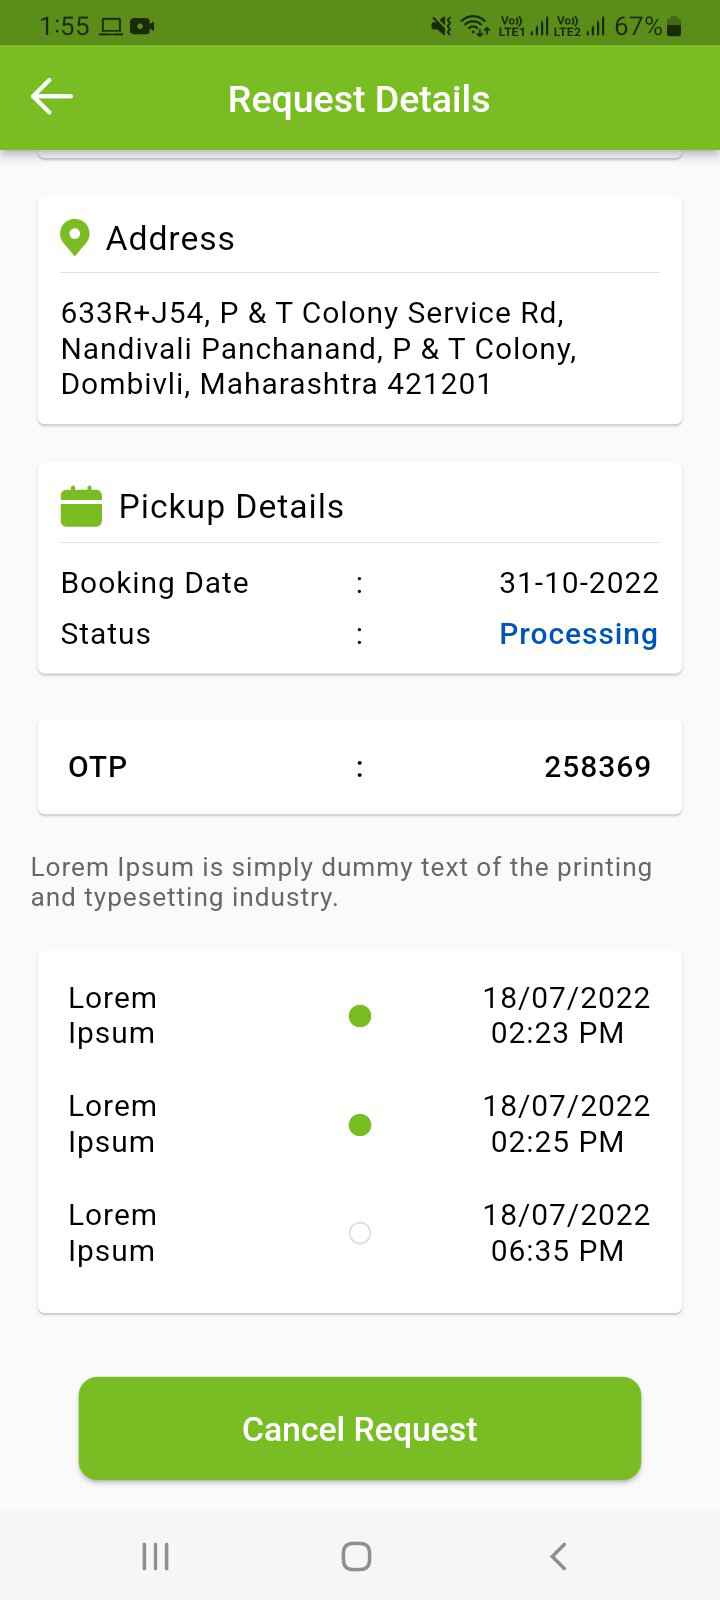 1:55
Vo) LTE1 Vo) LTE2 67%
Request Details
Address
633R+J54, P & T Colony Service Rd,
Nandivali Panchanand, P & T Colony,
Dombivli, Maharashtra 421201
Pickup Details
Booking Date : 31-10-2022
Status : Processing
OTP : 258369
Lorem Ipsum is simply dummy text of the printing
and typesetting industry.
Lorem 18/07/2022
Ipsum 02:23 PM
Lorem 18/07/2022
Ipsum 02:25 PM
Lorem 18/07/2022
Ipsum 06:35 PM
Cancel Request